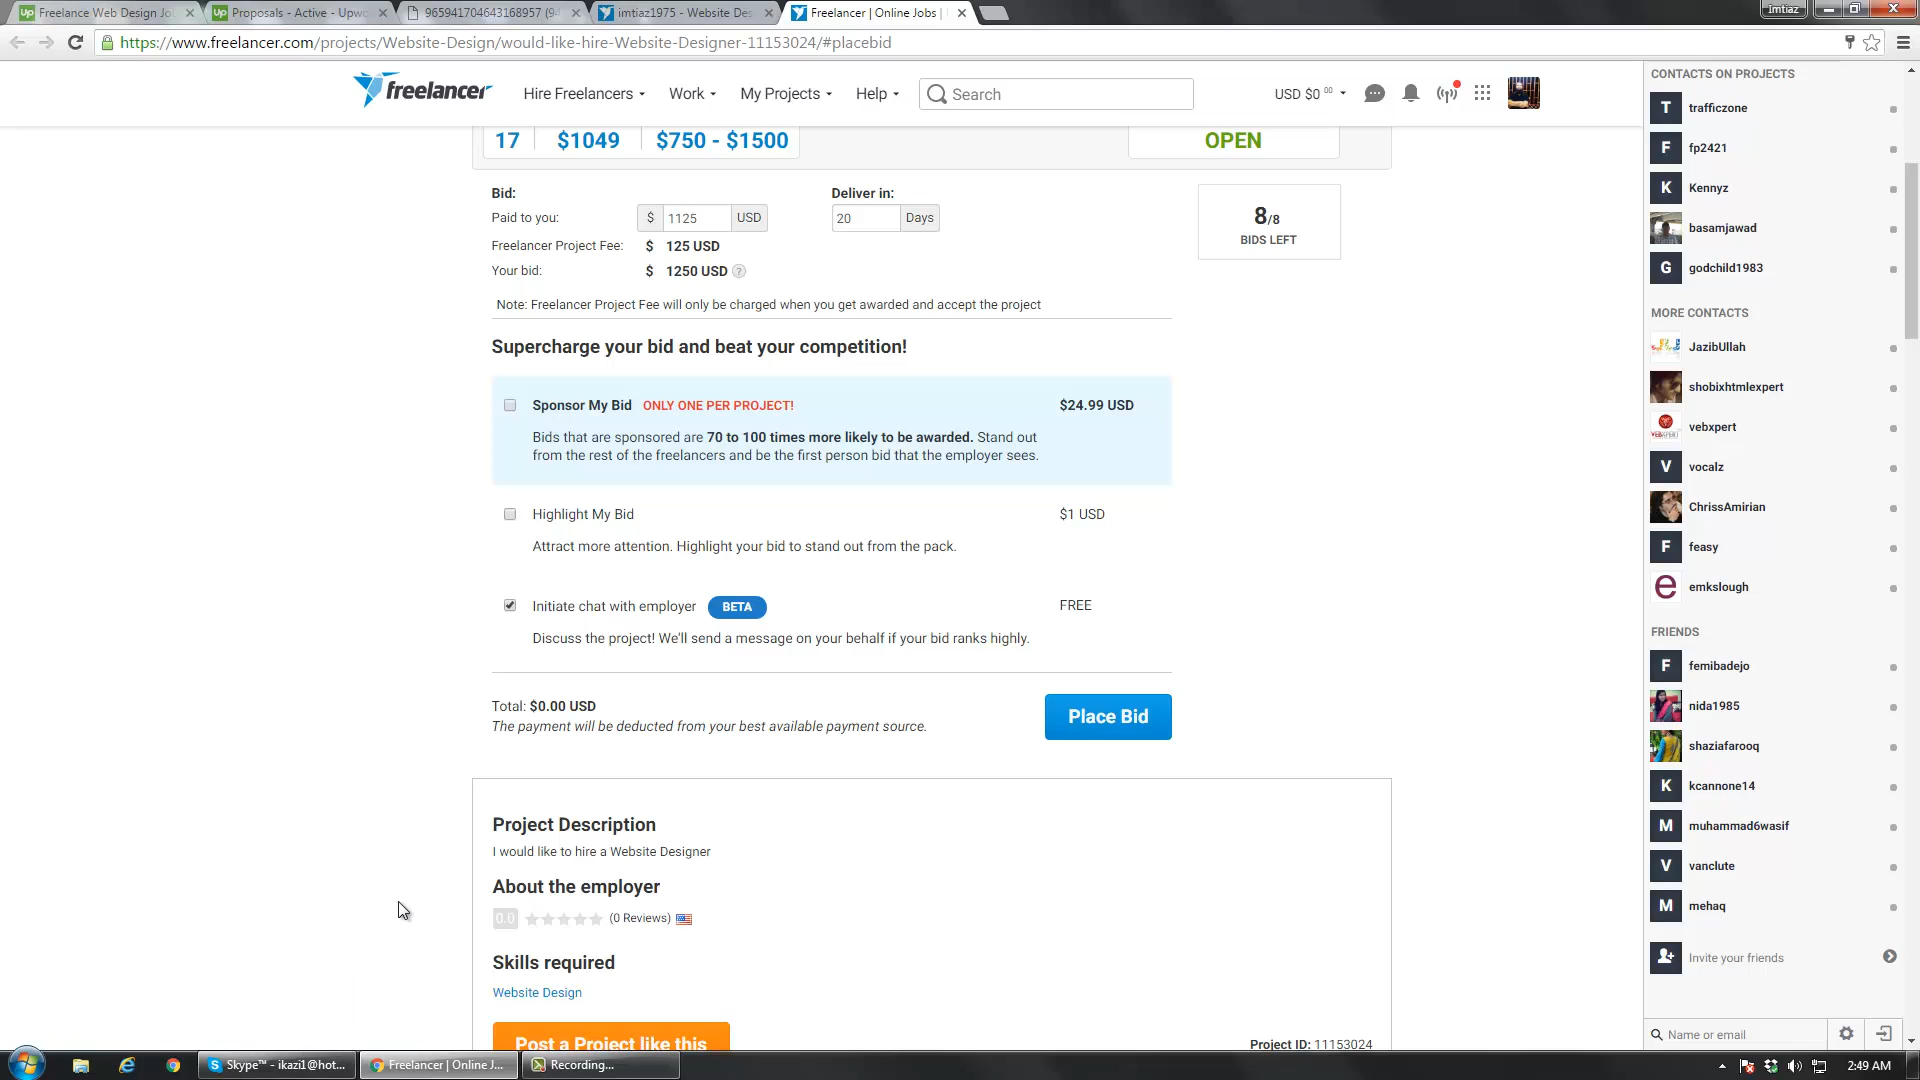 Freelance Web Design Jo
Proposals - Active - Upwo
965941704643168957 (94
imtiaz1975 - Website Des
Freelancer | Online Jobs |
Imtiaz
https://www.freelancer.com/projects/Website-Design/would-like-hire-Website-Designer-11153024/#placebid
freelancer
Hire Freelancers
Work
My Projects
Help
Search
USD $0 00
17
$1049
$750 - $1500
OPEN
Bid:
Deliver in:
Paid to you:
$ 1125 USD
20 Days
Freelancer Project Fee: $ 125 USD
Your bid: $ 1250 USD ?
8/8
BIDS LEFT
Note: Freelancer Project Fee will only be charged when you get awarded and accept the project
Supercharge your bid and beat your competition!
Sponsor My Bid ONLY ONE PER PROJECT! $24.99 USD
Bids that are sponsored are 70 to 100 times more likely to be awarded. Stand out
from the rest of the freelancers and be the first person bid that the employer sees.
Highlight My Bid $1 USD
Attract more attention. Highlight your bid to stand out from the pack.
Initiate chat with employer BETA FREE
Discuss the project! We'll send a message on your behalf if your bid ranks highly.
Total: $0.00 USD
The payment will be deducted from your best available payment source.
Place Bid
Project Description
I would like to hire a Website Designer
About the employer
0.0 (0 Reviews)
Skills required
Website Design
Post a Project like this
Project ID: 11153024
CONTACTS ON PROJECTS
T trafficzone
F fp2421
K Kennyz
basamjawad
G godchild1983
MORE CONTACTS
JazibUllah
shobixhtmlexpert
vebxpert
V vocalz
ChrissAmirian
F feasy
e emkslough
FRIENDS
F femibadejo
nida1985
shaziafarooq
K kcannone14
M muhammad6wasif
V vanclute
M mehaq
Invite your friends
Name or email
Skype™ - ikazi1@hot...
Freelancer | Online J...
Recording...
2:49 AM